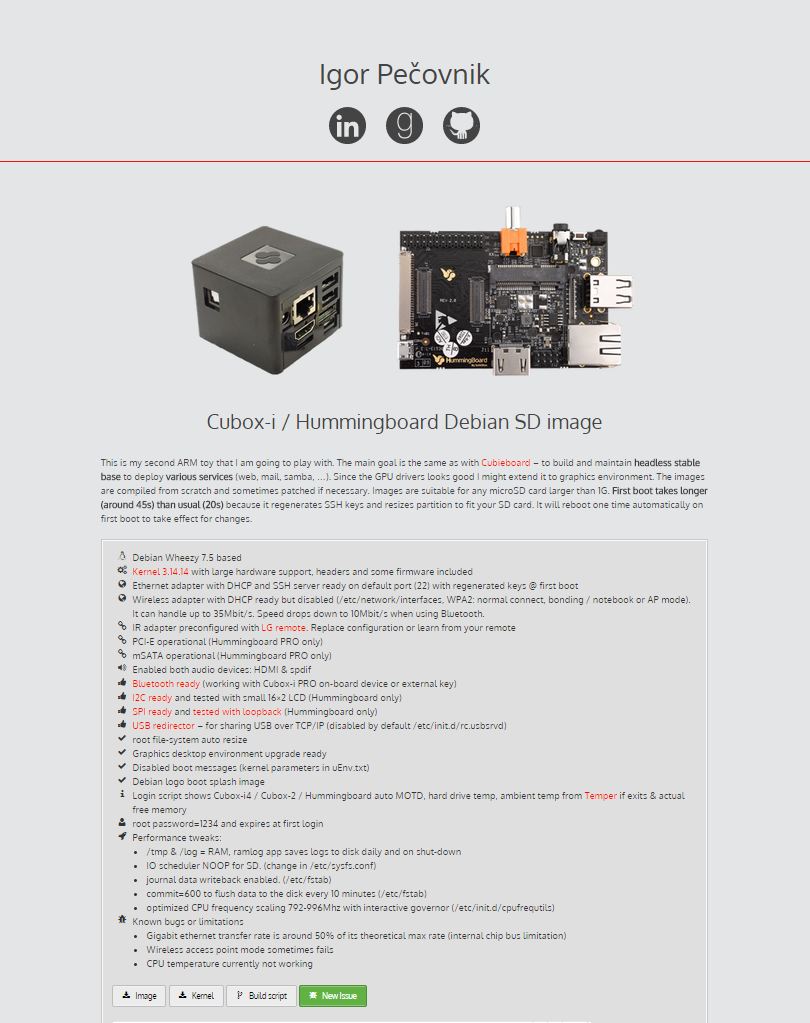 Igor Pečovnik
in g
REV 2.0
HummingBoard
Cubox-i / Hummingboard Debian SD image
This is my second ARM toy that I am going to play with. The main goal is the same as with Cubieboard – to build and maintain headless stable
base to deploy various services (web, mail, samba, …). Since the GPU drivers looks good I might extend it to graphics environment. The images
are compiled from scratch and sometimes patched if necessary. Images are suitable for any microSD card larger than 1G. First boot takes longer
(around 45s) than usual (20s) because it regenerates SSH keys and resizes partition to fit your SD card. It will reboot one time automatically on
first boot to take effect for changes.
Debian Wheezy 7.5 based
Kernel 3.14.14 with large hardware support, headers and some firmware included
Ethernet adapter with DHCP and SSH server ready on default port (22) with regenerated keys @ first boot
Wireless adapter with DHCP ready but disabled (/etc/network/interfaces, WPA2: normal connect, bonding / notebook or AP mode).
It can handle up to 35Mbit/s. Speed drops down to 10Mbit/s when using Bluetooth.
IR adapter preconfigured with LG remote. Replace configuration or learn from your remote
PCI-E operational (Hummingboard PRO only)
mSATA operational (Hummingboard PRO only)
Enabled both audio devices: HDMI & spdif
Bluetooth ready (working with Cubox-i PRO on-board device or external key)
I2C ready and tested with small 16×2 LCD (Hummingboard only)
SPI ready and tested with loopback (Hummingboard only)
USB redirector – for sharing USB over TCP/IP (disabled by default /etc/init.d/rc.usbsrvd)
root file-system auto resize
Graphics desktop environment upgrade ready
Disabled boot messages (kernel parameters in uEnv.txt)
Debian logo boot splash image
Login script shows Cubox-i4 / Cubox-2 / Hummingboard auto MOTD, hard drive temp, ambient temp from Temper if exits & actual
free memory
root password=1234 and expires at first login
Performance tweaks:
• /tmp & /log = RAM, ramlog app saves logs to disk daily and on shut-down
• IO scheduler NOOP for SD. (change in /etc/sysfs.conf)
• journal data writeback enabled. (/etc/fstab)
• commit=600 to flush data to the disk every 10 minutes (/etc/fstab)
• optimized CPU frequency scaling 792-996Mhz with interactive governor (/etc/init.d/cpufrequtils)
Known bugs or limitations
• Gigabit ethernet transfer rate is around 50% of its theoretical max rate (internal chip bus limitation)
• Wireless access point mode sometimes fails
• CPU temperature currently not working
Image Kernel Build script New Issue